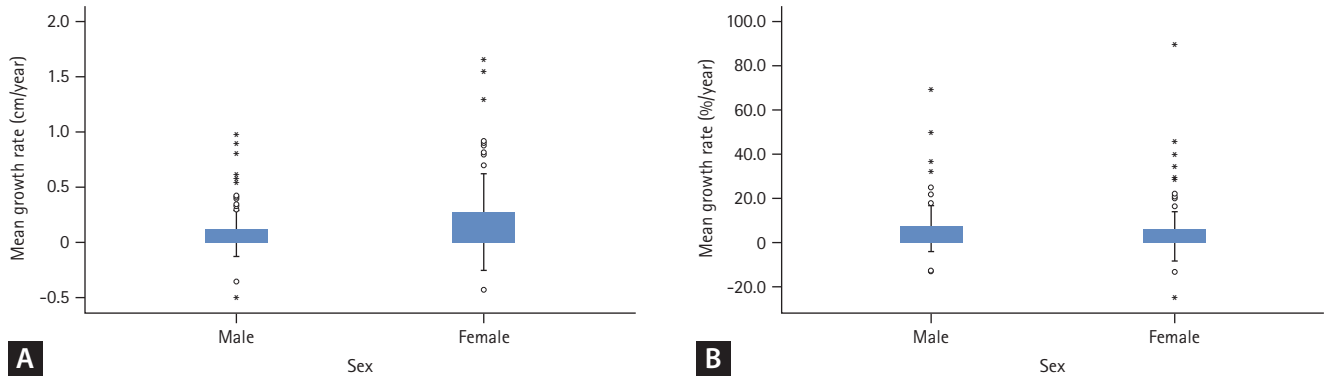 Mean growth rate (cm/year)
2.0
1.5
1.0
0.5
0
−0.5
Male
Female
Sex
A
Mean growth rate (%/year)
100.0
80.0
60.0
40.0
20.0
0
−20.0
Male
Female
Sex
B